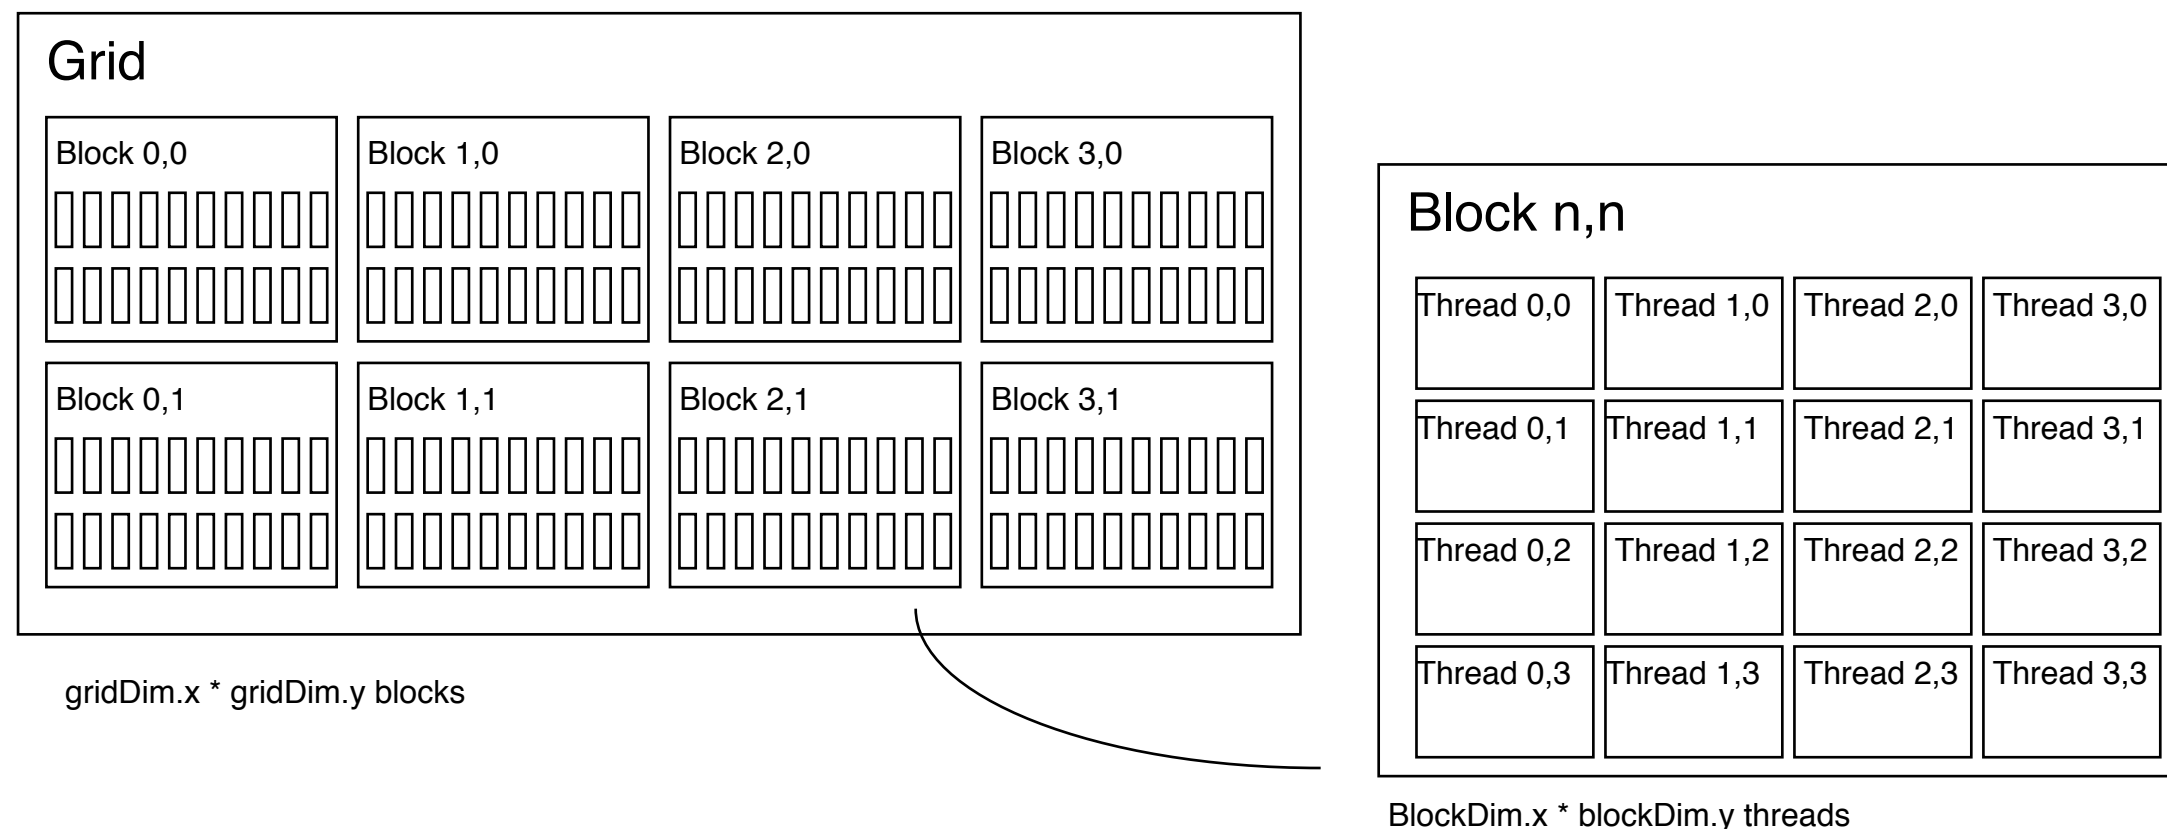 Grid
Block 0,0 Block 1,0 Block 2,0 Block 3,0
Block 0,1 Block 1,1 Block 2,1 Block 3,1
gridDim.x * gridDim.y blocks
Block n,n
Thread 0,0 Thread 1,0 Thread 2,0 Thread 3,0
Thread 0,1 Thread 1,1 Thread 2,1 Thread 3,1
Thread 0,2 Thread 1,2 Thread 2,2 Thread 3,2
Thread 0,3 Thread 1,3 Thread 2,3 Thread 3,3
BlockDim.x * blockDim.y threads